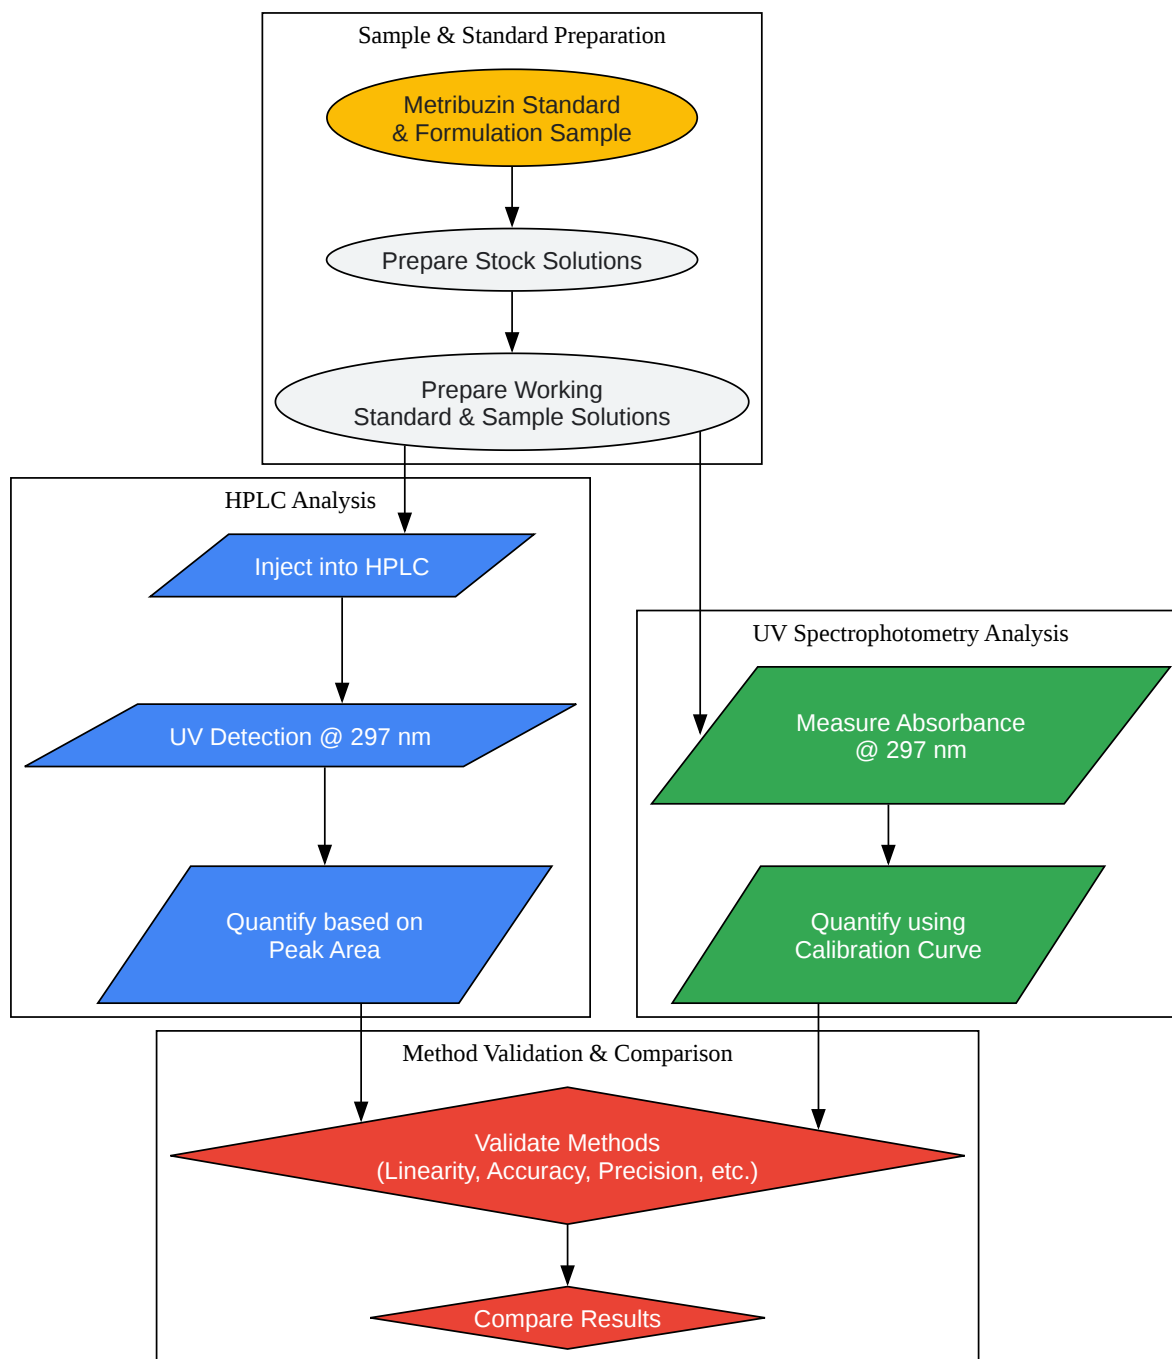 Sample & Standard Preparation
Metribuzin Standard
& Formulation Sample
Prepare Stock Solutions
Prepare Working
Standard & Sample Solutions
HPLC Analysis
Inject into HPLC
UV Detection @ 297 nm
Quantify based on
Peak Area
UV Spectrophotometry Analysis
Measure Absorbance
@ 297 nm
Quantify using
Calibration Curve
Method Validation & Comparison
Validate Methods
(Linearity, Accuracy, Precision, etc.)
Compare Results